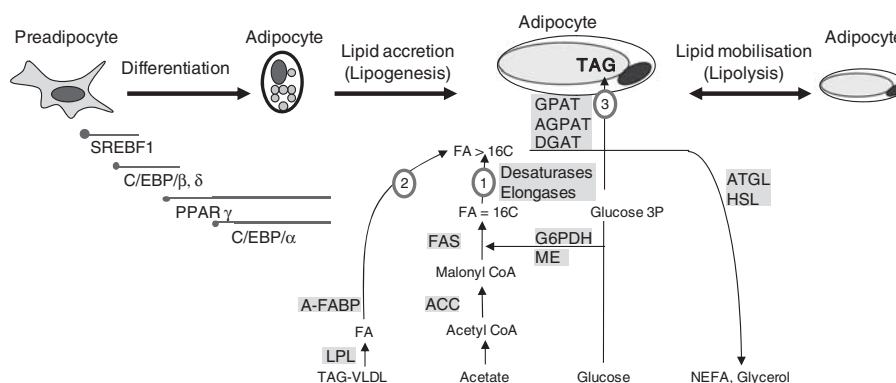 Preadipocyte
Differentiation
Adipocyte
Lipid accretion
(Lipogenesis)
Adipocyte
TAG
Lipid mobilisation
(Lipolysis)
Adipocyte
SREBF1
C/EBP/β, δ
PPAR γ
C/EBP/α
GPAT
AGPAT
DGAT
3
FA > 16C
2
1
Desaturases
Elongases
ATGL
HSL
FA = 16C
Glucose 3P
FAS
G6PDH
ME
Malonyl CoA
A-FABP
ACC
FA
Acetyl CoA
LPL
TAG-VLDL
Acetate
Glucose
NEFA, Glycerol